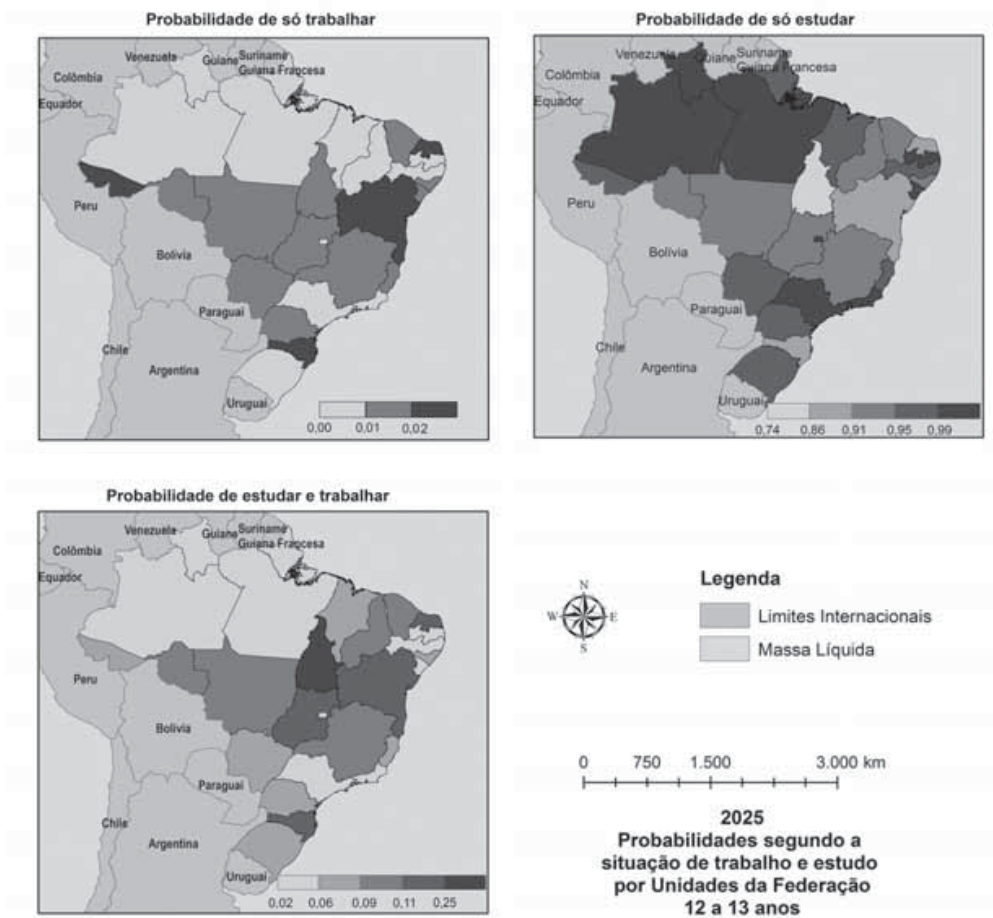 Probabilidade de só trabalhar
Venezuela
Guiane
Suriname
Guiana Francesa
Colômbia
Equador
Peru
Bolívia
Paraguai
Chile
Argentina
Uruguai
0,00 0,01 0,02
Probabilidade de só estudar
Venezuela
Guiane
Suriname
Guiana Francesa
Colômbia
Equador
Peru
Bolívia
Paraguai
Chile
Argentina
Uruguai
0,74 0,86 0,91 0,95 0,99
Probabilidade de estudar e trabalhar
Venezuela
Guiane
Suriname
Guiana Francesa
Colômbia
Equador
Peru
Bolívia
Paraguai
Chile
Argentina
Uruguai
0,02 0,06 0,09 0,11 0,25
N
W E
S
Legenda
Limites Internacionais
Massa Líquida
0 750 1.500 3.000 km
2025
Probabilidades segundo a
situação de trabalho e estudo
por Unidades da Federação
12 a 13 anos